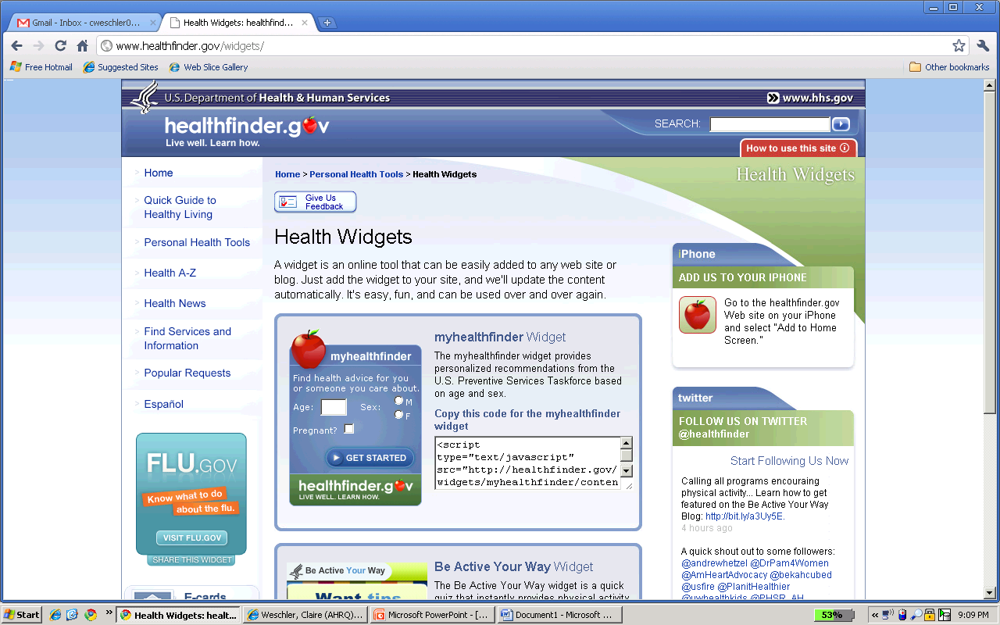 Gmail - Inbox - cweschler0...
Health Widgets: healthfind...
www.healthfinder.gov/widgets/
Free Hotmail
Suggested Sites
Web Slice Gallery
Other bookmarks
U.S. Department of Health & Human Services
www.hhs.gov
healthfinder.gov
Live well. Learn how.
SEARCH:
How to use this site
Health Widgets
Home
Quick Guide to
Healthy Living
Personal Health Tools
Health A-Z
Health News
Find Services and
Information
Popular Requests
Español
FLU.GOV
Know what to do
about the flu.
VISIT FLU.GOV
SHARE THIS WIDGET
E-cards
Home > Personal Health Tools > Health Widgets
Give Us
Feedback
Health Widgets
A widget is an online tool that can be easily added to any web site or
blog. Just add the widget to your site, and we'll update the content
automatically. It's easy, fun, and can be used over and over again.
myhealthfinder
Find health advice for you
or someone you care about.
Age:
Sex:
M
F
Pregnant?
GET STARTED
healthfinder.gov
LIVE WELL. LEARN HOW.
myhealthfinder Widget
The myhealthfinder widget provides
personalized recommendations from the
U.S. Preventive Services Taskforce based
on age and sex.
Copy this code for the myhealthfinder
widget
<script
type="text/javascript"
src="http://healthfinder.gov/
widgets/myhealthfinder/conten
Be Active Your Way
Want tips
Be Active Your Way Widget
The Be Active Your Way widget is a quick
quiz that instantly provides physical activity
iPhone
ADD US TO YOUR IPHONE
Go to the healthfinder.gov
Web site on your iPhone
and select "Add to Home
Screen."
twitter
FOLLOW US ON TWITTER
@healthfinder
Start Following Us Now
Calling all programs encouraing
physical activity... Learn how to get
featured on the Be Active Your Way
Blog: http://bit.ly/a3Uy5E.
4 hours ago
A quick shout out to some followers:
@andrewhetzel @DrPam4Women
@AmHeartAdvocacy @bekahcubed
@usfire @PlanitHealthier
@uwhealthkids @PHSR_AH
Start
Health Widgets: healt...
Weschler, Claire (AHRQ)...
Microsoft PowerPoint - [...
Document1 - Microsoft ...
53%
9:09 PM